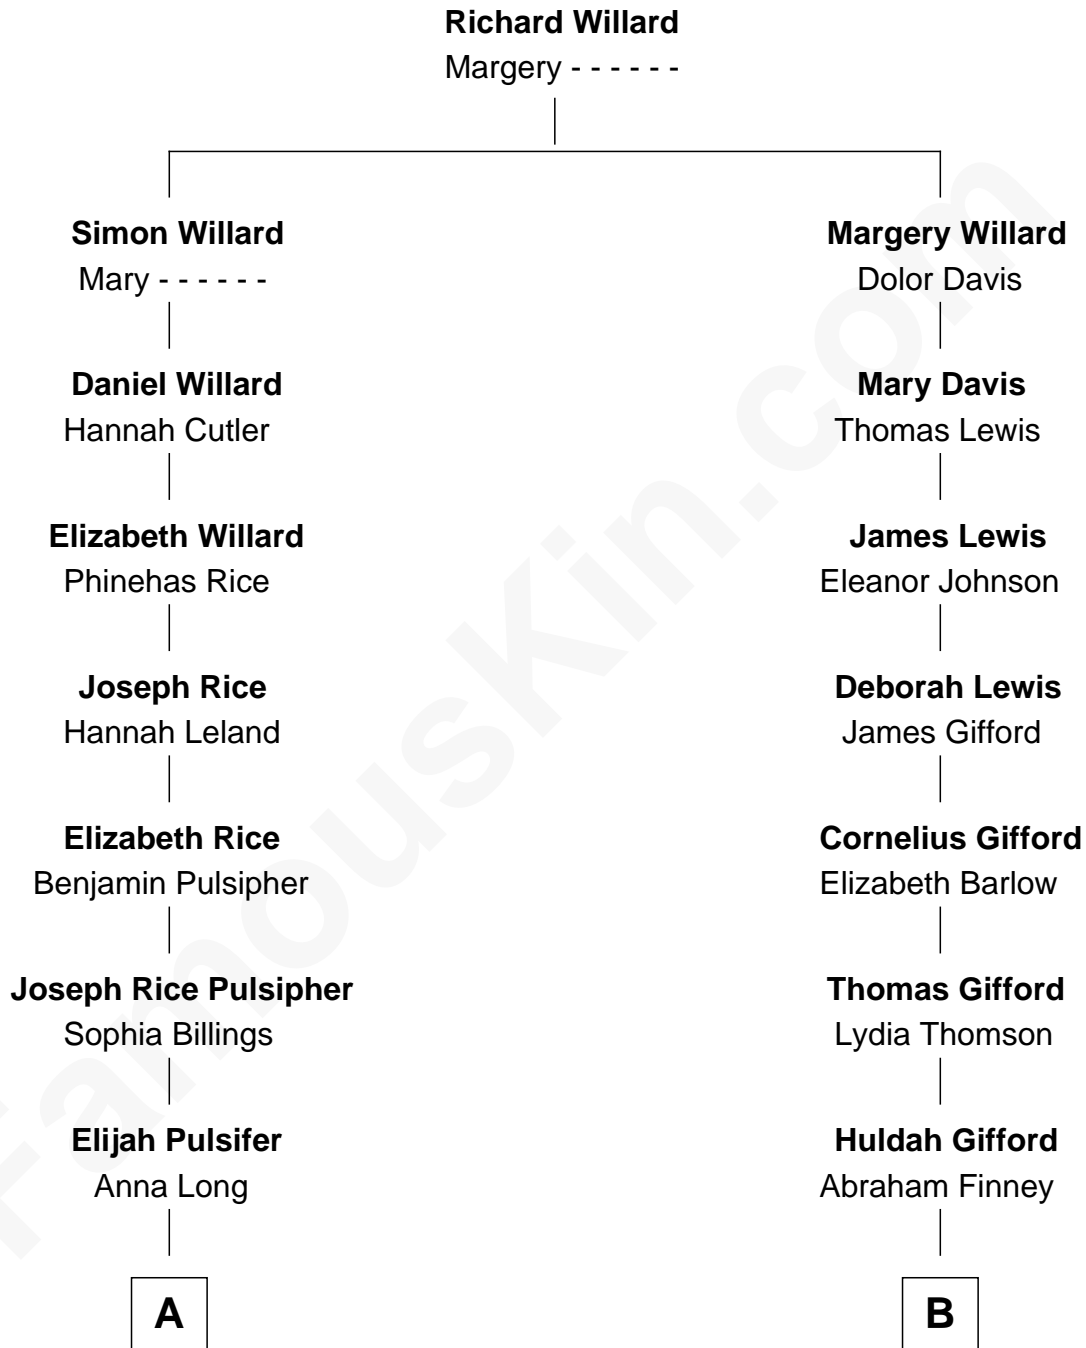 Richard Willard
Margery - - - - - -
Simon Willard
Mary - - - - - -
Margery Willard
Dolor Davis
Daniel Willard
Hannah Cutler
Mary Davis
Thomas Lewis
Elizabeth Willard
Phinehas Rice
James Lewis
Eleanor Johnson
Joseph Rice
Hannah Leland
Deborah Lewis
James Gifford
Elizabeth Rice
Benjamin Pulsipher
Cornelius Gifford
Elizabeth Barlow
Joseph Rice Pulsipher
Sophia Billings
Thomas Gifford
Lydia Thomson
Elijah Pulsifer
Anna Long
Huldah Gifford
Abraham Finney
A
B
FamousKin.com